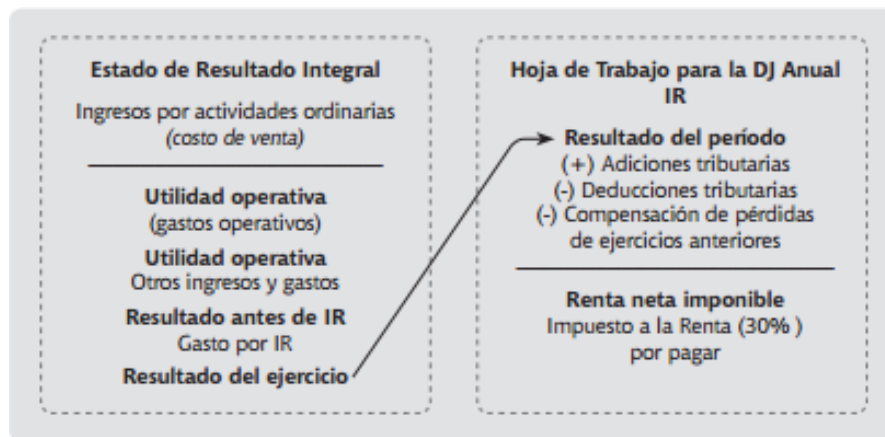 Estado de Resultado Integral
Ingresos por actividades ordinarias
(costo de venta)
Utilidad operativa
(gastos operativos)
Utilidad operativa
Otros ingresos y gastos
Resultado antes de IR
Gasto por IR
Resultado del ejercicio
Hoja de Trabajo para la DJ Anual
IR
Resultado del período
(+) Adiciones tributarias
(-) Deducciones tributarias
(-) Compensación de pérdidas
de ejercicios anteriores
Renta neta imponible
Impuesto a la Renta (30% )
por pagar